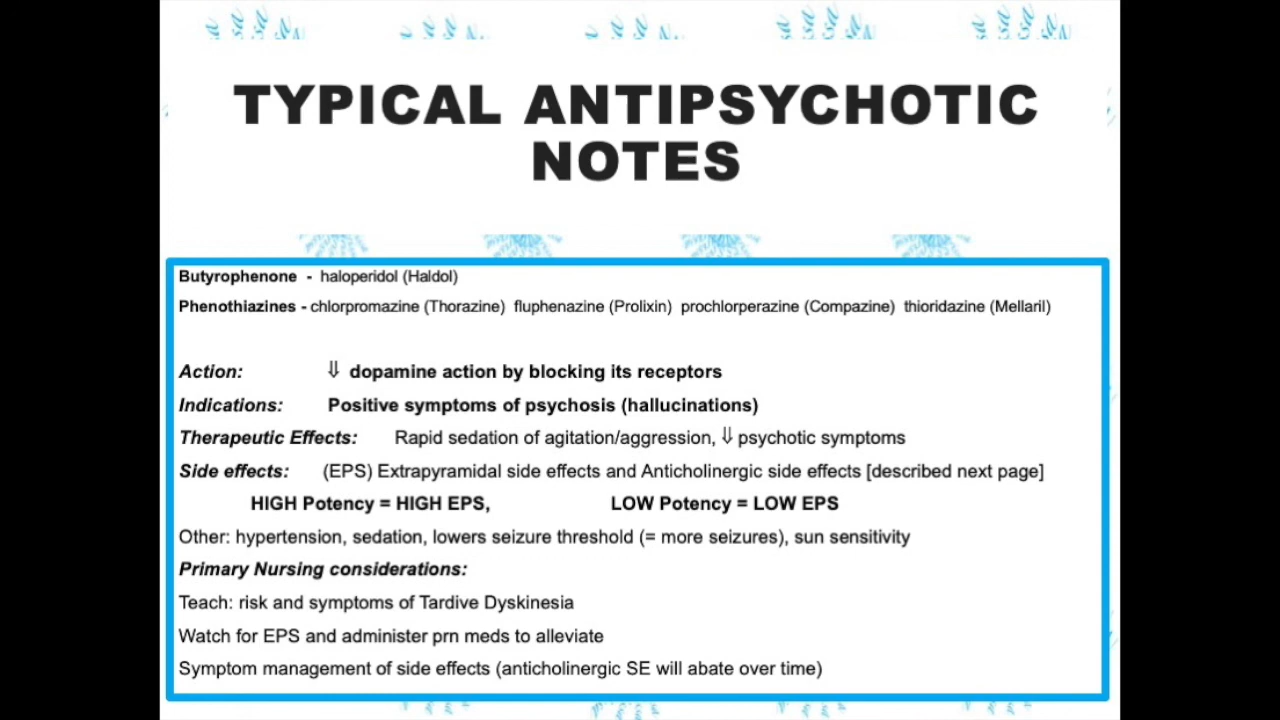 TYPICAL ANTIPSYCHOTIC
NOTES
Butyrophenone - haloperidol (Haldol)
Phenothiazines - chlorpromazine (Thorazine) fluphenazine (Prolixin) prochlorperazine (Compazine) thioridazine (Mellaril)
Action: ⇓ dopamine action by blocking its receptors
Indications: Positive symptoms of psychosis (hallucinations)
Therapeutic Effects: Rapid sedation of agitation/aggression, ⇓ psychotic symptoms
Side effects: (EPS) Extrapyramidal side effects and Anticholinergic side effects [described next page]
HIGH Potency = HIGH EPS, LOW Potency = LOW EPS
Other: hypertension, sedation, lowers seizure threshold (= more seizures), sun sensitivity
Primary Nursing considerations:
Teach: risk and symptoms of Tardive Dyskinesia
Watch for EPS and administer prn meds to alleviate
Symptom management of side effects (anticholinergic SE will abate over time)